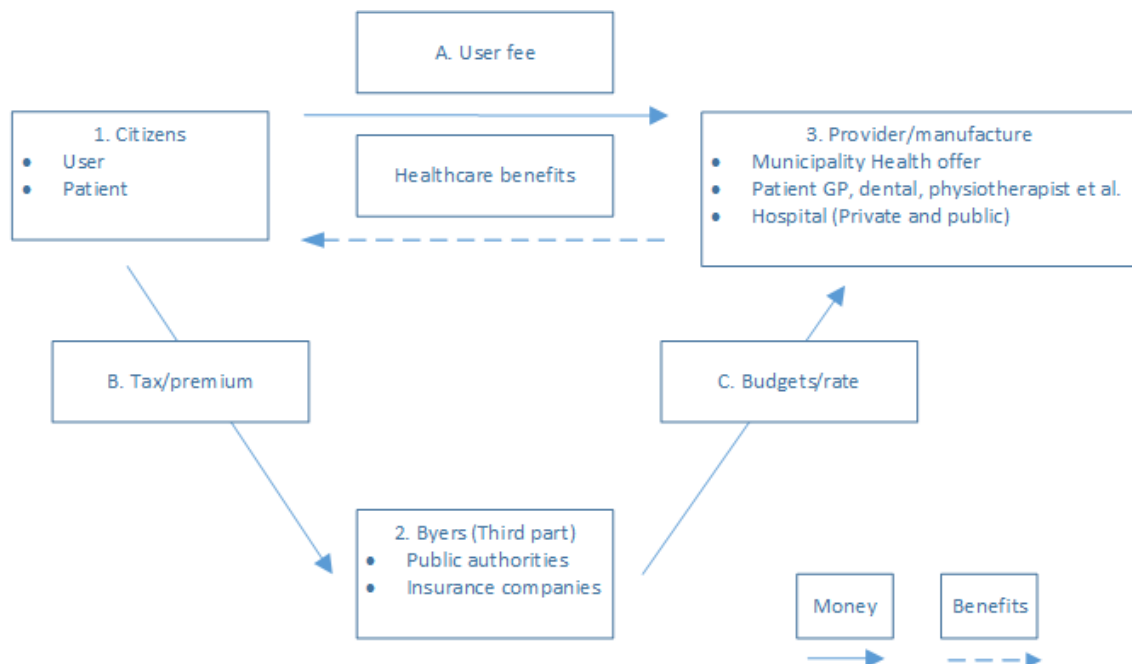 A. User fee
1. Citizens
• User
• Patient
Healthcare benefits
3. Provider/manufacture
• Municipality Health offer
• Patient GP, dental, physiotherapist et al.
• Hospital (Private and public)
B. Tax/premium
C. Budgets/rate
2. Byers (Third part)
• Public authorities
• Insurance companies
Money
Benefits